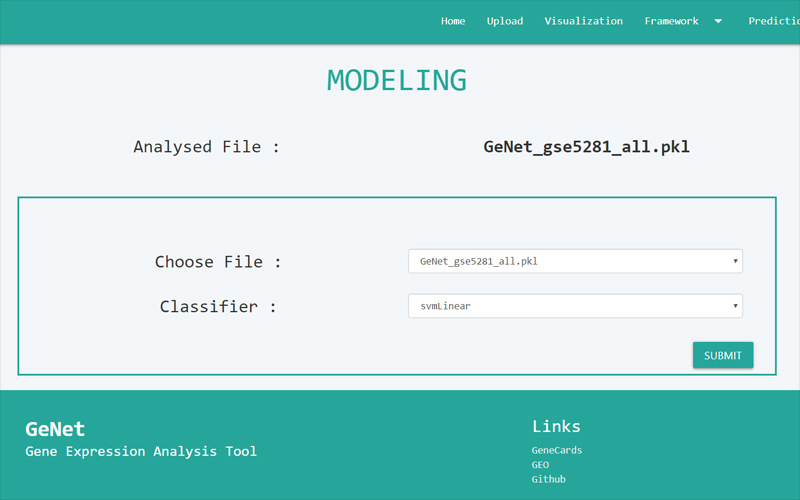 Home Upload Visualization Framework
MODELING
Analysed File : GeNet_gse5281_all.pkl
Choose File : GeNet_gse5281_all.pkl
Classifier : svmLinear
SUBMIT
GeNet
Gene Expression Analysis Tool
Links
GeneCards
GEO
Github